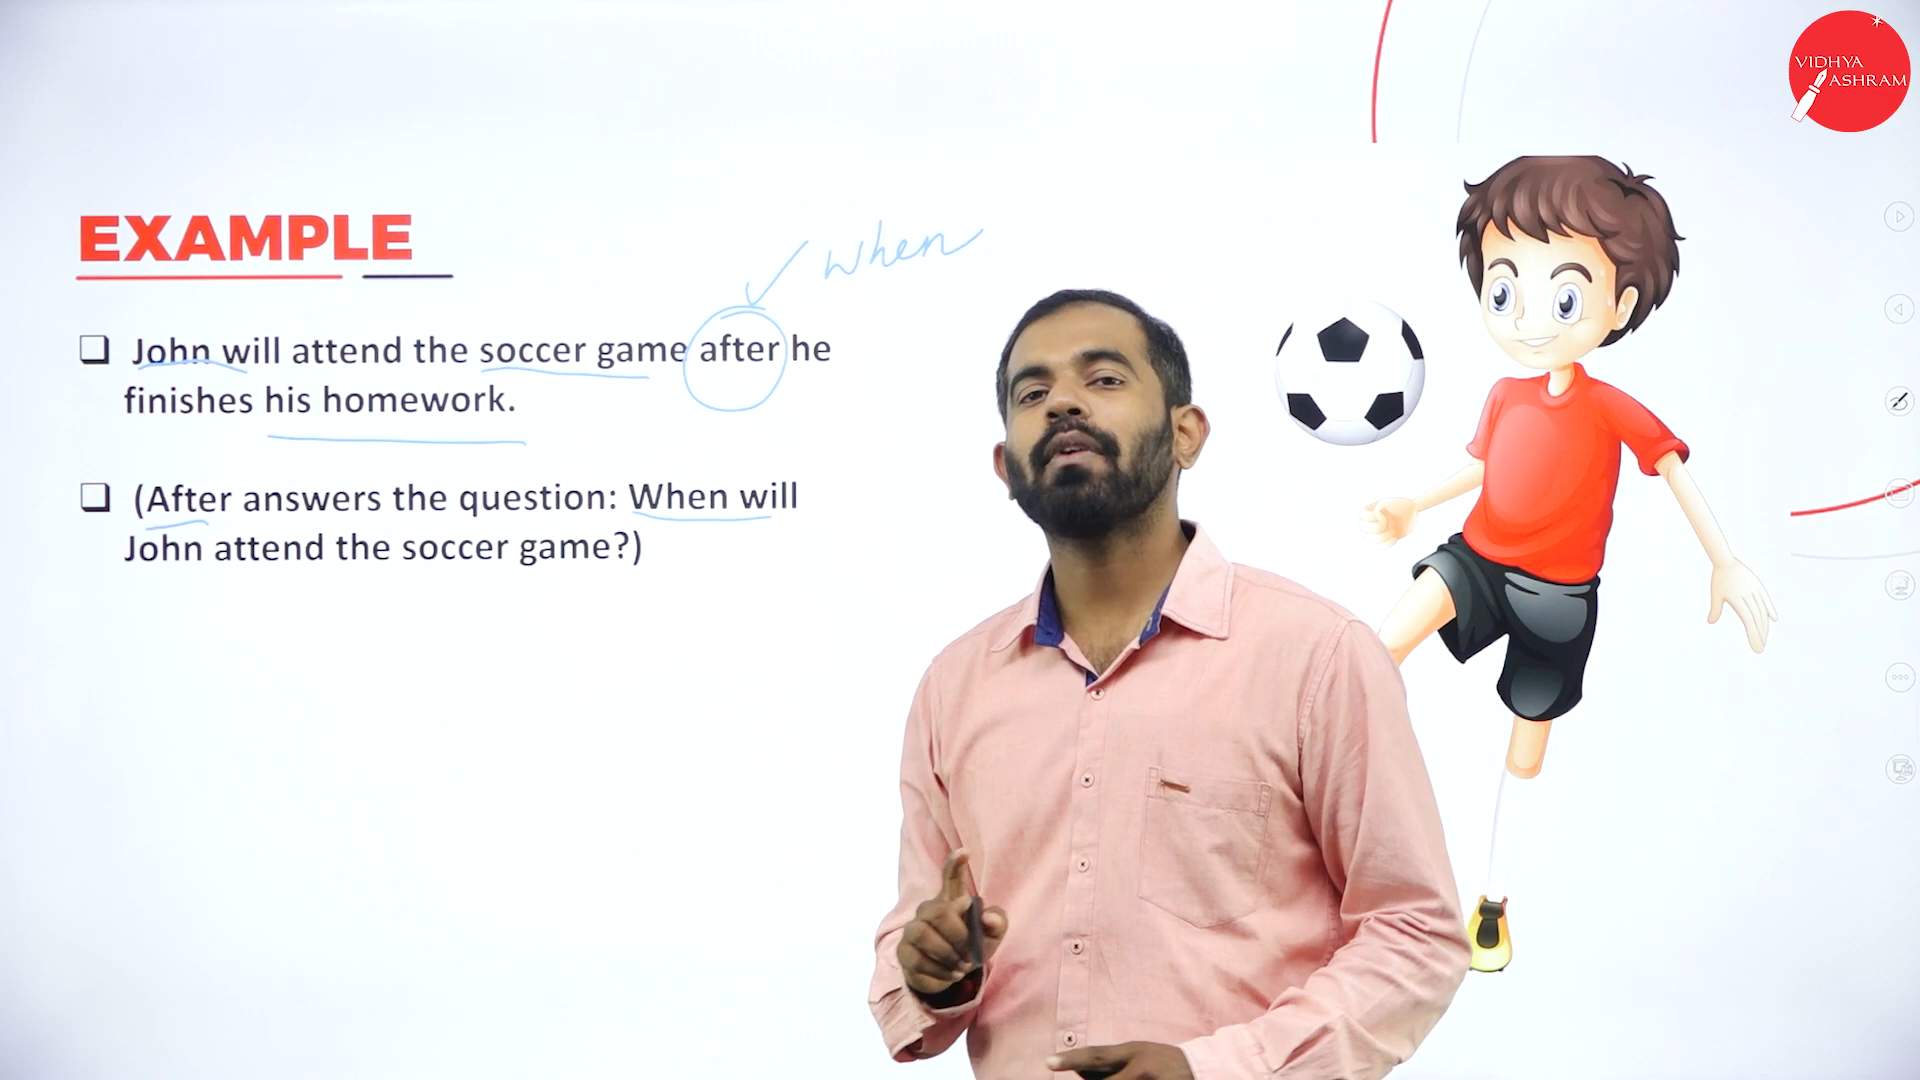 VIDHYA
ASHRAM
EXAMPLE
when
❑ John will attend the soccer game after he
finishes his homework.
❑ (After answers the question: When will
John attend the soccer game?)